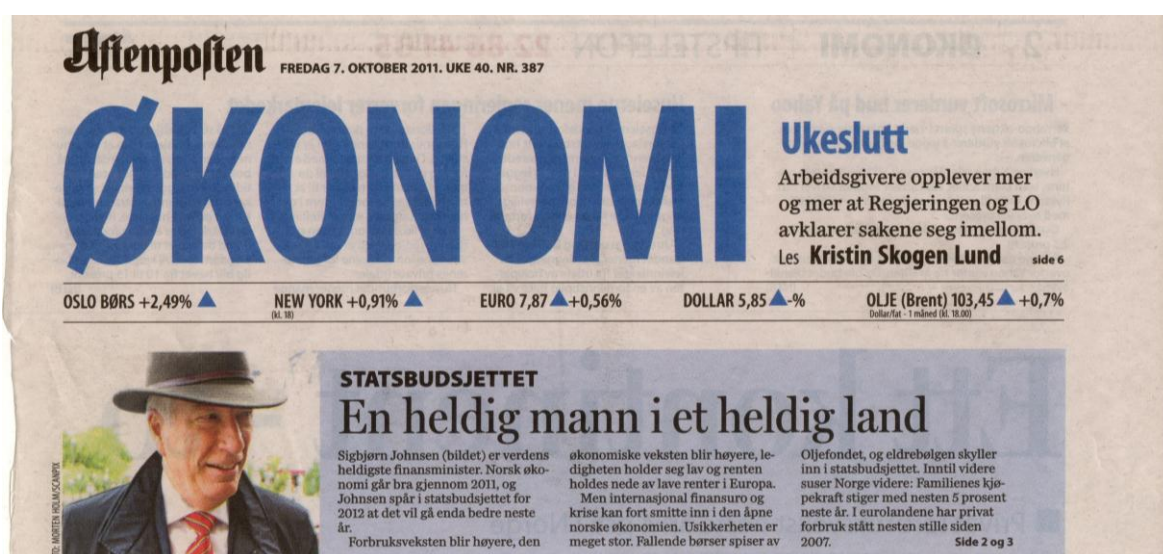 Aftenposten FREDAG 7. OKTOBER 2011. UKE 40. NR. 387
ØKONOMI
Ukeslutt
Arbeidsgivere opplever mer
og mer at Regjeringen og LO
avklarer sakene seg imellom.
Les Kristin Skogen Lund side 6
OSLO BØRS +2,49% ▲ NEW YORK +0,91% ▲ EURO 7,87 ▲ +0,56% DOLLAR 5,85 ▲ -% OLJE (Brent) 103,45 ▲ +0,7%
(kl. 18) Dollar/fat - 1 måned (kl. 18.00)
STATSBUDSJETTET
En heldig mann i et heldig land
Sigbjørn Johnsen (bildet) er verdens
heldigste finansminister. Norsk øko-
nomi går bra gjennom 2011, og
Johnsen spår i statsbudsjettet for
2012 at det vil gå enda bedre neste
år.
Forbruksveksten blir høyere, den
økonomiske veksten blir høyere, le-
digheten holder seg lav og renten
holdes nede av lave renter i Europa.
Men internasjonal finansuro og
krise kan fort smitte inn i den åpne
norske økonomien. Usikkerheten er
meget stor. Fallende børser spiser av
Oljefondet, og eldrebølgen skyller
inn i statsbudsjettet. Inntil videre
suser Norge videre: Familienes kjø-
pekraft stiger med nesten 5 prosent
neste år. I eurolandene har privat
forbruk stått nesten stille siden
2007. Side 2 og 3
MORTEN HOLM/SCANPIX